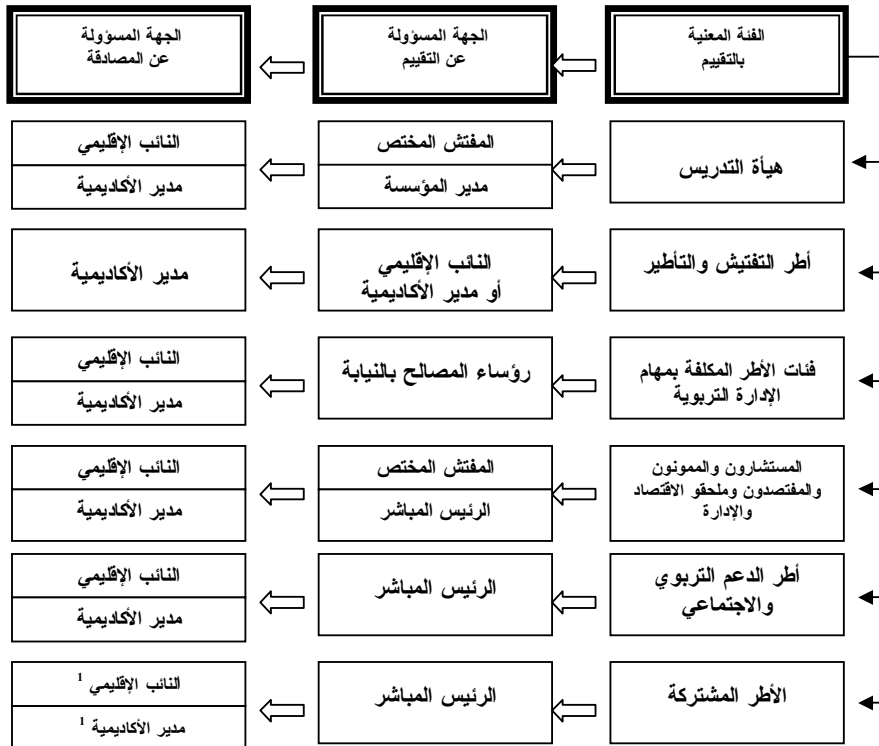 الفئة المعنية
بالتقييم
الجهة المسؤولة
عن التقييم
الجهة المسؤولة
عن المصادقة
هيأة التدريس
المفتش المختص
مدير المؤسسة
النائب الإقليمي
مدير الأكاديمية
أطر التفتيش والتأطير
النائب الإقليمي
أو مدير الأكاديمية
مدير الأكاديمية
فئات الأطر المكلفة بمهام
الإدارة التربوية
رؤساء المصالح بالنيابة
النائب الإقليمي
مدير الأكاديمية
المستشارون والممونون
والمقتصدون وملحقو الاقتصاد
والإدارة
المفتش المختص
الرئيس المباشر
النائب الإقليمي
مدير الأكاديمية
أطر الدعم التربوي
والاجتماعي
الرئيس المباشر
النائب الإقليمي
مدير الأكاديمية
الأطر المشتركة
الرئيس المباشر
النائب الإقليمي 1
مدير الأكاديمية 1